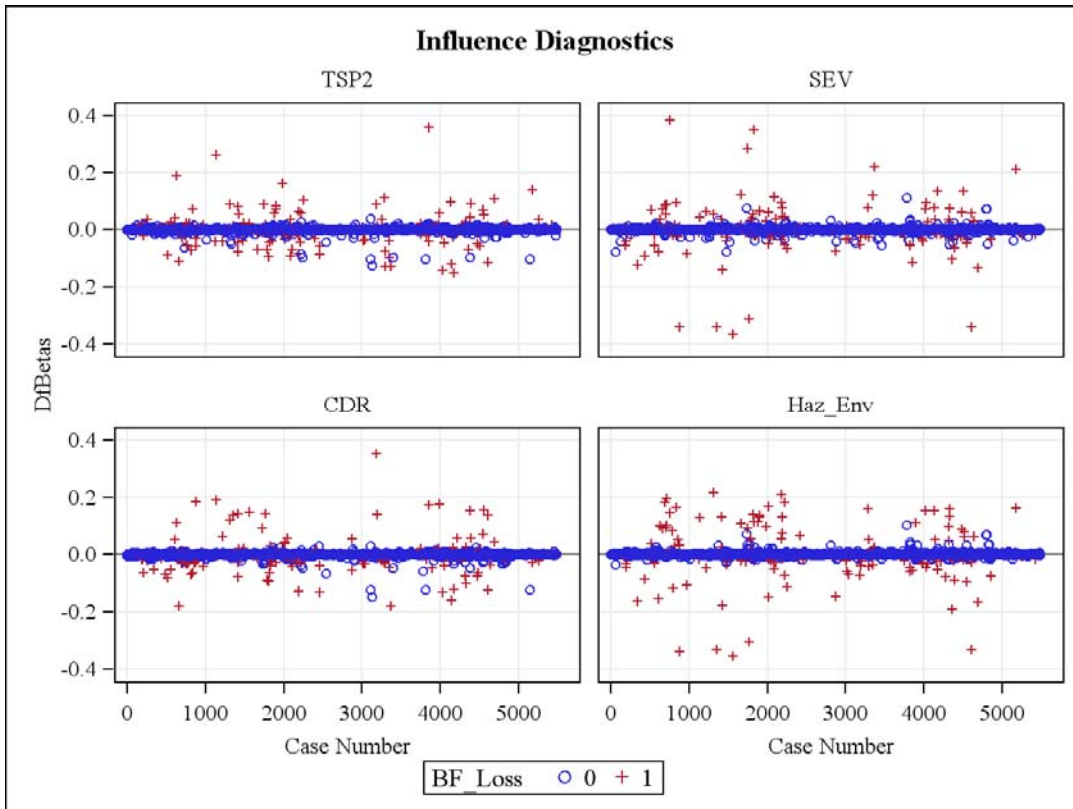 Influence Diagnostics
TSP2
SEV
0.4
0.2
0.0
-0.2
-0.4
DfBetas
CDR
Haz_Env
0.4
0.2
0.0
-0.2
-0.4
0 1000 2000 3000 4000 5000
0 1000 2000 3000 4000 5000
Case Number
Case Number
BF_Loss 0 1